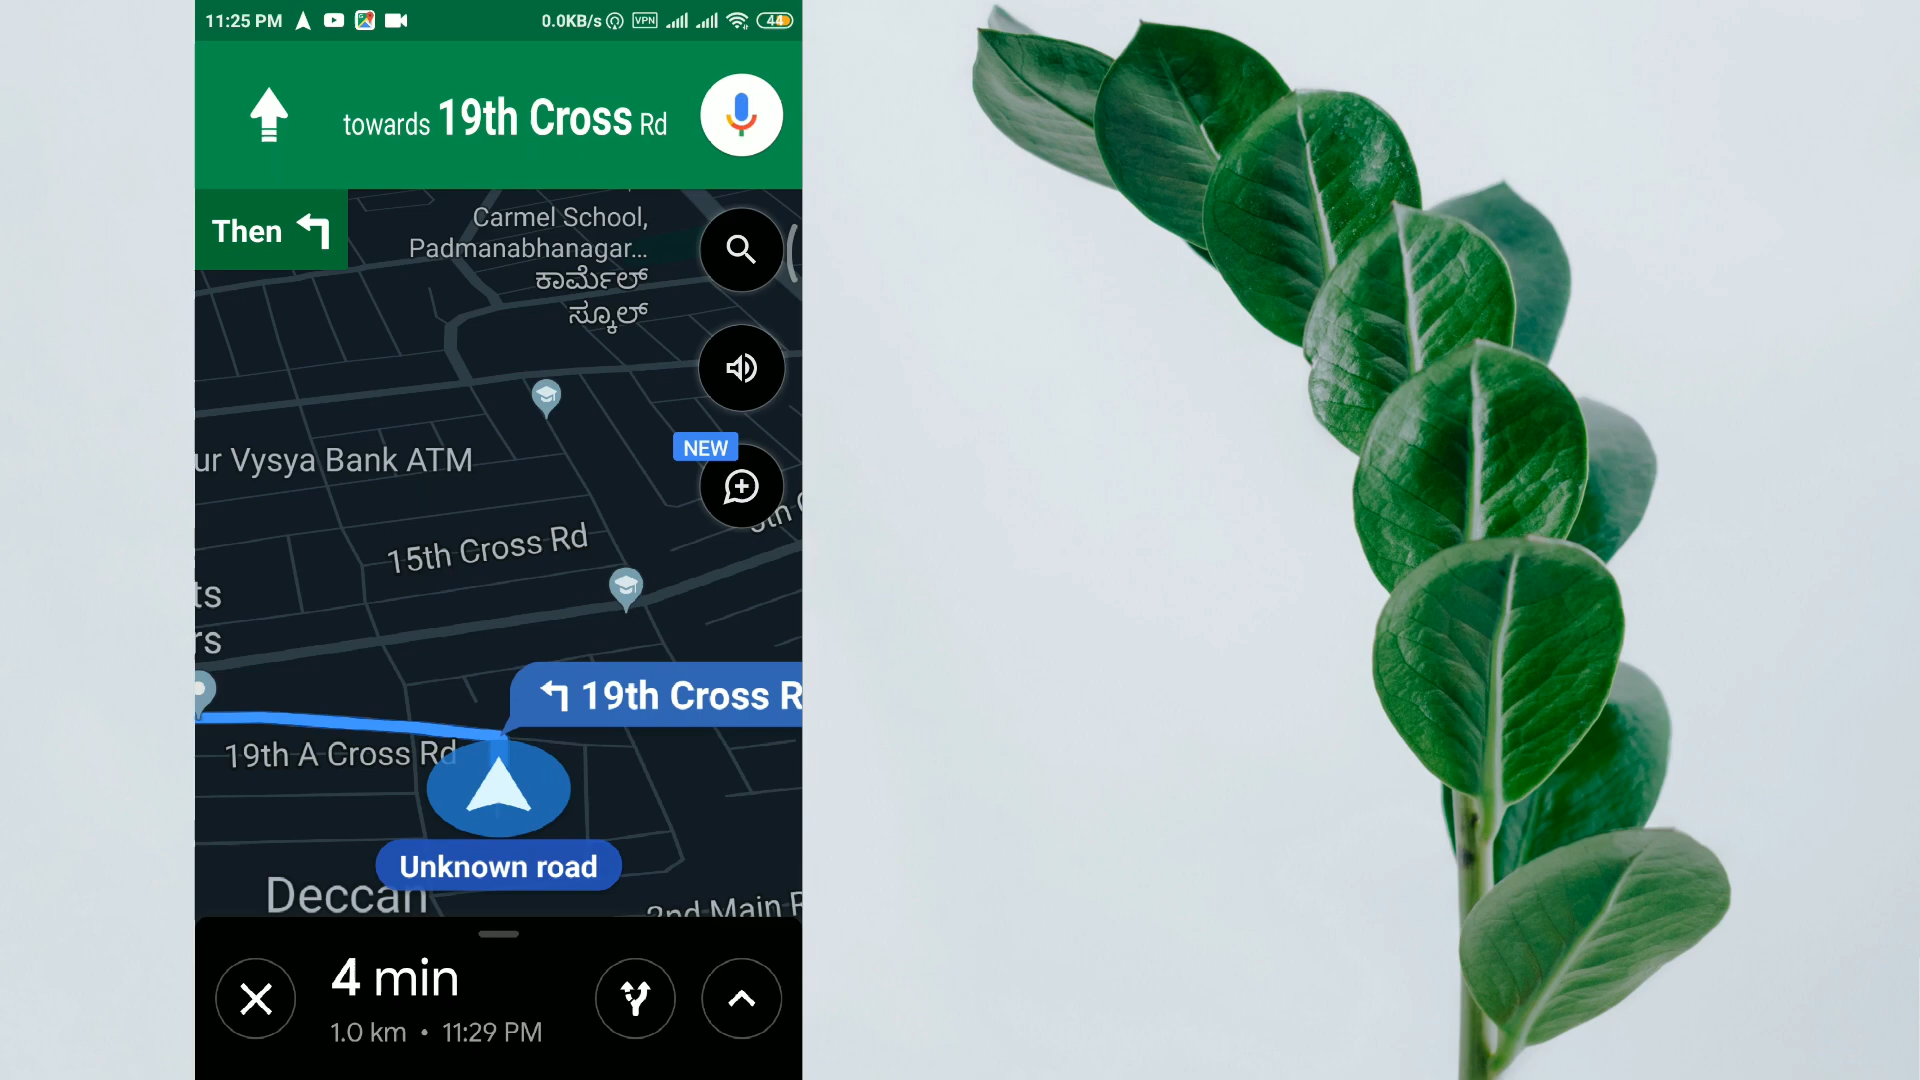 11:25 PM
0.0KB/s
VPN
44
towards 19th Cross Rd
Then
Carmel School,
Padmanabhanagar...
ಕಾರ್ಮೆಲ್
ಸ್ಕೂಲ್
ur Vysya Bank ATM
NEW
15th Cross Rd
ts
rs
19th Cross R
19th A Cross Rd
Unknown road
Deccan
2nd Main R
4 min
1.0 km • 11:29 PM